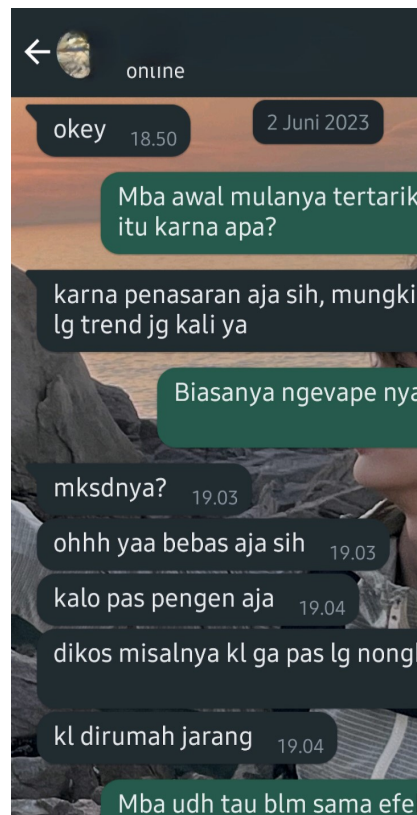 online
okey 18.50
2 Juni 2023
Mba awal mulanya tertarik
itu karna apa?
karna penasaran aja sih, mungki
lg trend jg kali ya
Biasanya ngevape nya
mksdnya? 19.03
ohhh yaa bebas aja sih 19.03
kalo pas pengen aja 19.04
dikos misalnya kl ga pas lg nong
kl dirumah jarang 19.04
Mba udh tau blm sama efe